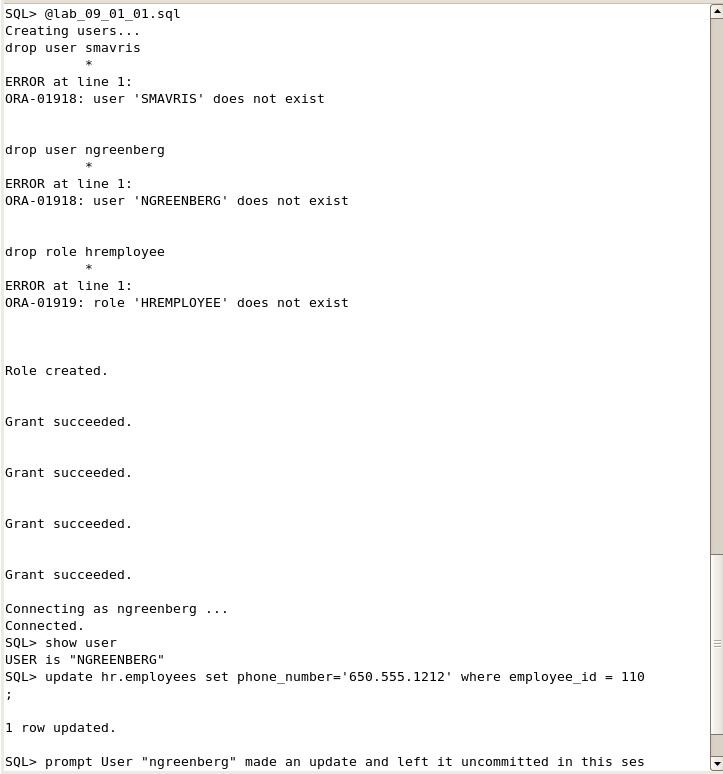 SQL> @lab_09_01_01.sql
Creating users...
drop user smavris
          *
ERROR at line 1:
ORA-01918: user 'SMAVRIS' does not exist
drop user ngreenberg
          *
ERROR at line 1:
ORA-01918: user 'NGREENBERG' does not exist
drop role hremployee
          *
ERROR at line 1:
ORA-01919: role 'HREMPLOYEE' does not exist
Role created.
Grant succeeded.
Grant succeeded.
Grant succeeded.
Grant succeeded.
Connecting as ngreenberg ...
Connected.
SQL> show user
USER is "NGREENBERG"
SQL> update hr.employees set phone_number='650.555.1212' where employee_id = 110
;
1 row updated.
SQL> prompt User "ngreenberg" made an update and left it uncommitted in this ses